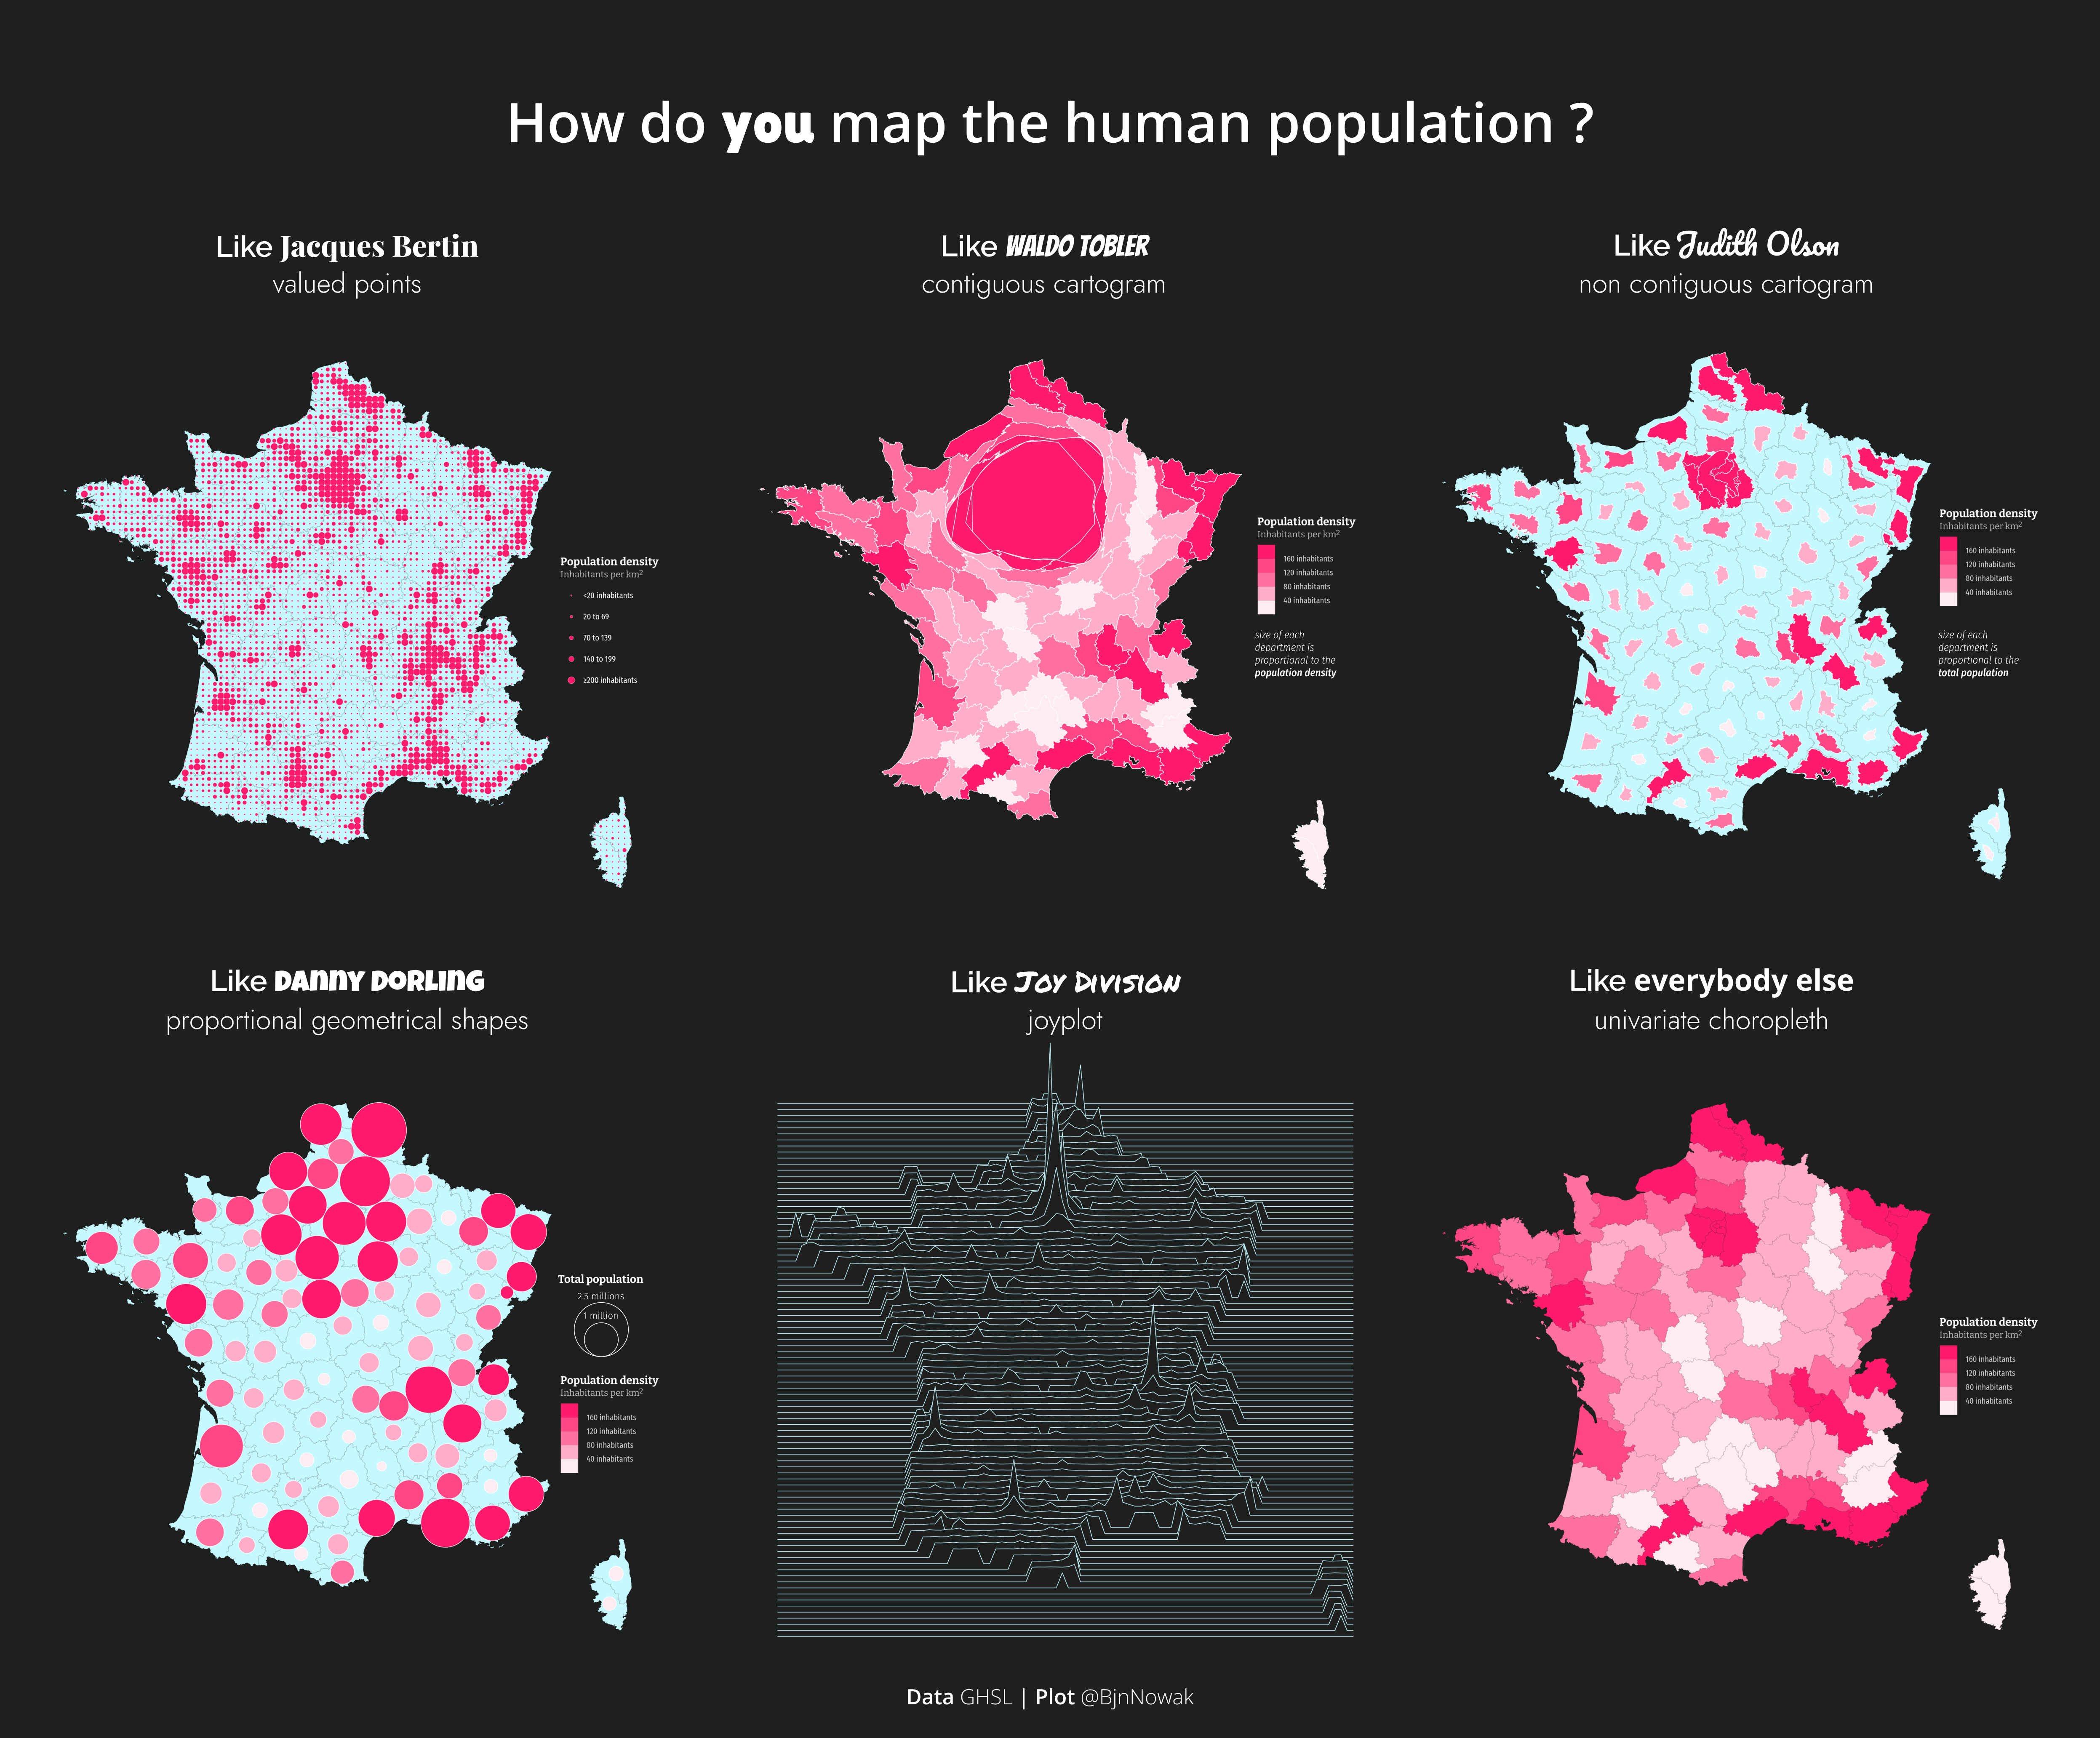 How do you map the human population ?
Like Jacques Bertin
valued points
Population density
Inhabitants per km²
<20 inhabitants
20 to 69
70 to 139
140 to 199
≥200 inhabitants
Like WALDO TOBLER
contiguous cartogram
Population density
Inhabitants per km²
160 inhabitants
120 inhabitants
80 inhabitants
40 inhabitants
size of each
department is
proportional to the
population density
Like Judith Olson
non contiguous cartogram
Population density
Inhabitants per km²
160 inhabitants
120 inhabitants
80 inhabitants
40 inhabitants
size of each
department is
proportional to the
total population
Like DANNY DORLING
proportional geometrical shapes
Total population
2.5 millions
1 million
Population density
Inhabitants per km²
160 inhabitants
120 inhabitants
80 inhabitants
40 inhabitants
Like JOY DIVISION
joyplot
Like everybody else
univariate choropleth
Population density
Inhabitants per km²
160 inhabitants
120 inhabitants
80 inhabitants
40 inhabitants
Data GHSL | Plot @BjnNowak